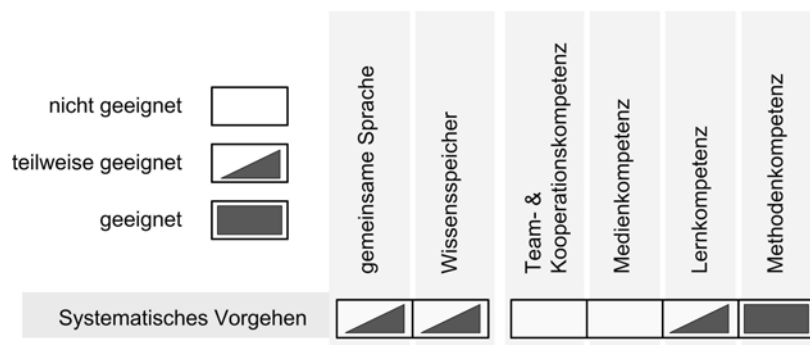 nicht geeignet
teilweise geeignet
geeignet
gemeinsame Sprache
Wissensspeicher
Team- &
Kooperationskompetenz
Medienkompetenz
Lernkompetenz
Methodenkompetenz
Systematisches Vorgehen